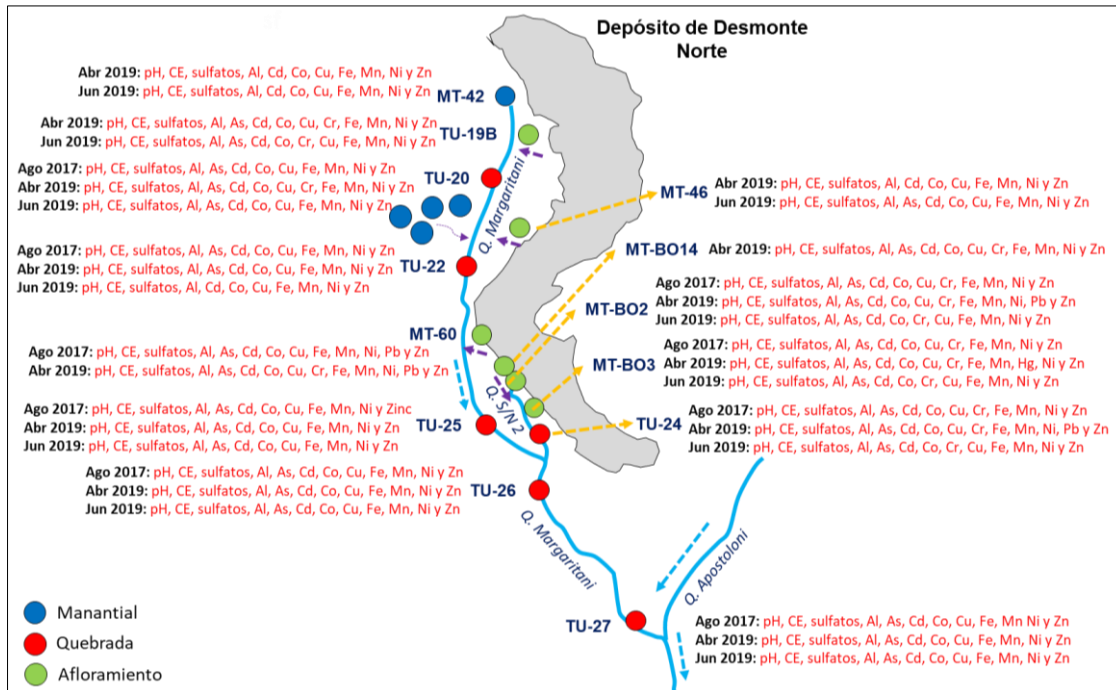 Depósito de Desmonte
Norte
Abr 2019: pH, CE, sulfatos, Al, Cd, Co, Cu, Fe, Mn, Ni y Zn
Jun 2019: pH, CE, sulfatos, Al, Cd, Co, Cu, Fe, Mn, Ni y Zn
MT-42
Abr 2019: pH, CE, sulfatos, Al, As, Cd, Co, Cu, Cr, Fe, Mn, Ni y Zn
Jun 2019: pH, CE, sulfatos, Al, As, Cd, Co, Cr, Cu, Fe, Mn, Ni y Zn
TU-19B
Ago 2017: pH, CE, sulfatos, Al, As, Cd, Co, Cu, Fe, Mn, Ni y Zn
Abr 2019: pH, CE, sulfatos, Al, As, Cd, Co, Cu, Cr, Fe, Mn, Ni y Zn
Jun 2019: pH, CE, sulfatos, Al, As, Cd, Co, Cu, Fe, Mn, Ni y Zn
TU-20
Q. Margaritani
MT-46
Abr 2019: pH, CE, sulfatos, Al, Cd, Co, Cu, Fe, Mn, Ni y Zn
Jun 2019: pH, CE, sulfatos, Al, Cd, Co, Cu, Fe, Mn, Ni y Zn
Ago 2017: pH, CE, sulfatos, Al, As, Cd, Co, Cu, Fe, Mn, Ni y Zn
Abr 2019: pH, CE, sulfatos, Al, As, Cd, Co, Cu, Fe, Mn, Ni y Zn
Jun 2019: pH, CE, sulfatos, Al, Cd, Co, Cu, Fe, Mn, Ni y Zn
TU-22
MT-BO14
Abr 2019: pH, CE, sulfatos, Al, As, Cd, Co, Cu, Cr, Fe, Mn, Ni y Zn
MT-BO2
Ago 2017: pH, CE, sulfatos, Al, As, Cd, Co, Cu, Cr, Fe, Mn, Ni y Zn
Abr 2019: pH, CE, sulfatos, Al, As, Cd, Co, Cu, Cr, Fe, Mn, Ni, Pb y Zn
Jun 2019: pH, CE, sulfatos, Al, As, Cd, Co, Cr, Cu, Fe, Mn, Ni y Zn
MT-60
Ago 2017: pH, CE, sulfatos, Al, As, Cd, Co, Cu, Fe, Mn, Ni, Pb y Zn
Abr 2019: pH, CE, sulfatos, Al, As, Cd, Co, Cu, Cr, Fe, Mn, Ni, Pb y Zn
MT-BO3
Ago 2017: pH, CE, sulfatos, Al, As, Cd, Co, Cu, Cr, Fe, Mn, Ni y Zn
Abr 2019: pH, CE, sulfatos, Al, As, Cd, Co, Cu, Cr, Fe, Mn, Hg, Ni y Zn
Jun 2019: pH, CE, sulfatos, Al, As, Cd, Co, Cr, Cu, Fe, Mn, Ni y Zn
Q. S/N2
Ago 2017: pH, CE, sulfatos, Al, As, Cd, Co, Cu, Fe, Mn, Ni y Zinc
Abr 2019: pH, CE, sulfatos, Al, As, Cd, Co, Cu, Fe, Mn, Ni y Zn
Jun 2019: pH, CE, sulfatos, Al, As, Cd, Co, Cu, Fe, Mn, Ni y Zn
TU-25
TU-24
Ago 2017: pH, CE, sulfatos, Al, As, Cd, Co, Cu, Cr, Fe, Mn, Ni y Zn
Abr 2019: pH, CE, sulfatos, Al, As, Cd, Co, Cu, Cr, Fe, Mn, Ni, Pb y Zn
Jun 2019: pH, CE, sulfatos, Al, As, Cd, Co, Cr, Cu, Fe, Mn, Ni y Zn
Ago 2017: pH, CE, sulfatos, Al, As, Cd, Co, Cu, Fe, Mn, Ni y Zn
Abr 2019: pH, CE, sulfatos, Al, As, Cd, Co, Cu, Fe, Mn, Ni y Zn
Jun 2019: pH, CE, sulfatos, Al, As, Cd, Co, Cu, Fe, Mn, Ni y Zn
TU-26
Q. Margaritani
Q. Apostoloni
TU-27
Ago 2017: pH, CE, sulfatos, Al, As, Cd, Co, Cu, Fe, Mn Ni y Zn
Abr 2019: pH, CE, sulfatos, Al, As, Cd, Co, Cu, Fe, Mn, Ni y Zn
Jun 2019: pH, CE, sulfatos, Al, As, Cd, Co, Cu, Fe, Mn, Ni y Zn
Manantial
Quebrada
Afloramiento